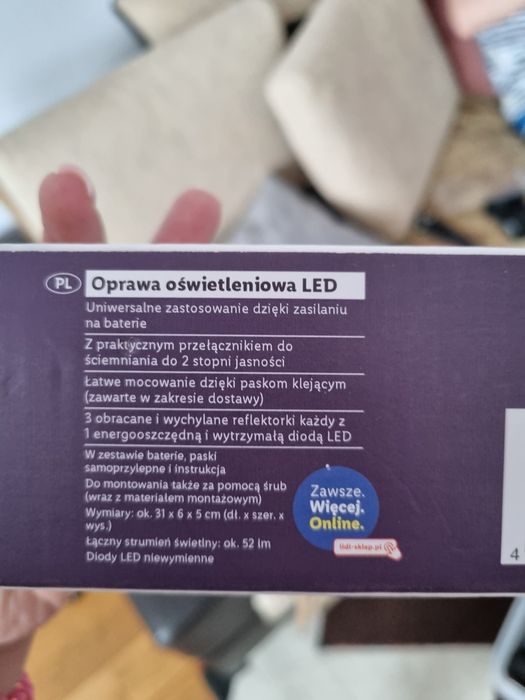 PL
Oprawa oświetleniowa LED
Uniwersalne zastosowanie dzięki zasilaniu
na baterie
Z praktycznym przełącznikiem do
ściemniania do 2 stopni jasności
Łatwe mocowanie dzięki paskom klejącym
(zawarte w zakresie dostawy)
3 obracane i wychylane reflektorki każdy z
1 energooszczędną i wytrzymałą diodą LED
W zestawie baterie, paski
samoprzylepne i instrukcja
Do montowania także za pomocą śrub
(wraz z materiałem montażowym)
Wymiary: ok. 31 x 6 x 5 cm (dł. x szer. x
wys.)
Łączny strumień świetlny: ok. 52 lm
Diody LED niewymienne
Zawsze.
Więcej.
Online.
lidl-sklep.pl
4